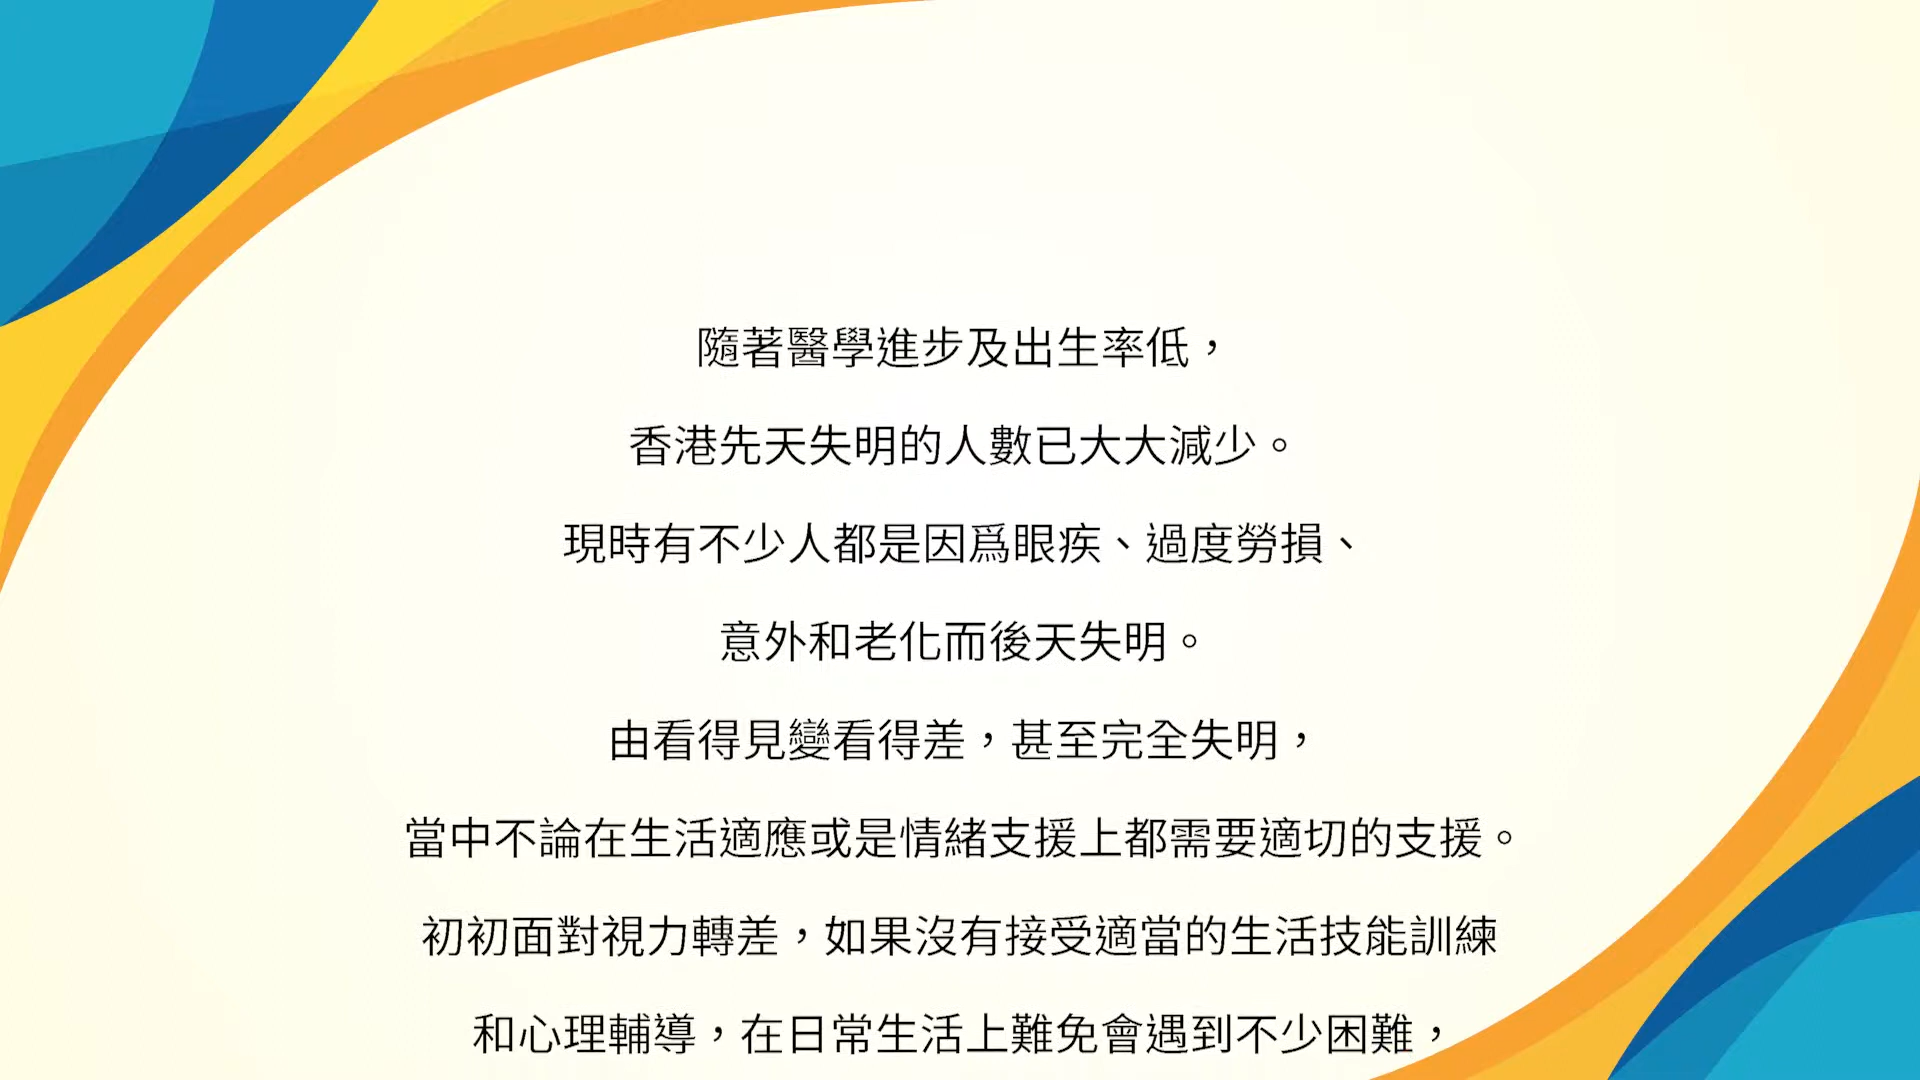 隨著醫學進步及出生率低，
香港先天失明的人數已大大減少。
現時有不少人都是因爲眼疾、過度勞損、
意外和老化而後天失明。
由看得見變看得差，甚至完全失明，
當中不論在生活適應或是情緒支援上都需要適切的支援。
初初面對視力轉差，如果沒有接受適當的生活技能訓練
和心理輔導，在日常生活上難免會遇到不少困難，